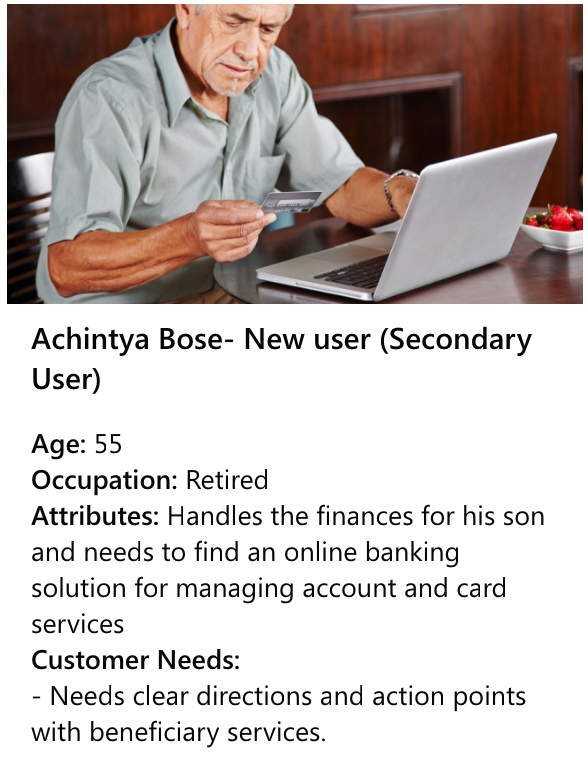 Achintya Bose- New user (Secondary
User)
Age: 55
Occupation: Retired
Attributes: Handles the finances for his son
and needs to find an online banking
solution for managing account and card
services
Customer Needs:
- Needs clear directions and action points
with beneficiary services.